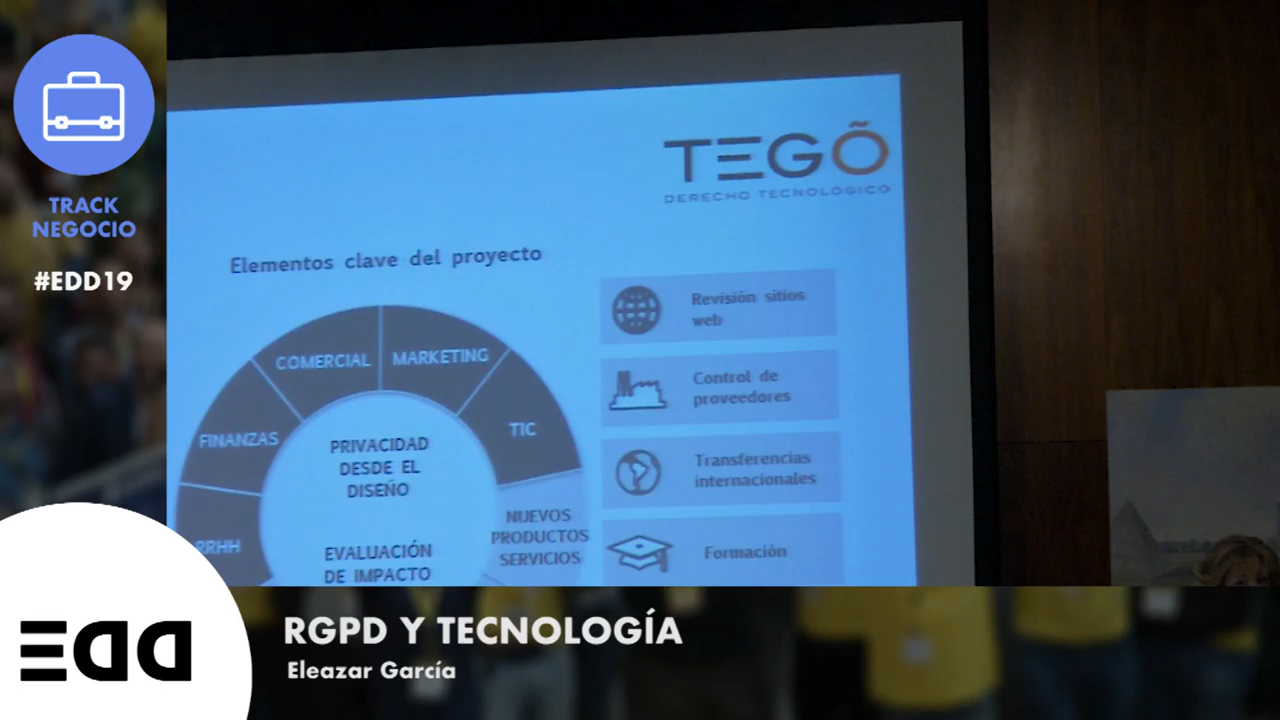 TRACK
NEGOCIO
#EDD19
TEGÕ
DERECHO TECNOLÓGICO
Elementos clave del proyecto
COMERCIAL
MARKETING
FINANZAS
TIC
RRHH
PRIVACIDAD
DESDE EL
DISEÑO
EVALUACIÓN
DE IMPACTO
NUEVOS
PRODUCTOS
SERVICIOS
Revisión sitios
web
Control de
proveedores
Transferencias
internacionales
Formación
EDD
RGPD Y TECNOLOGÍA
Eleazar García